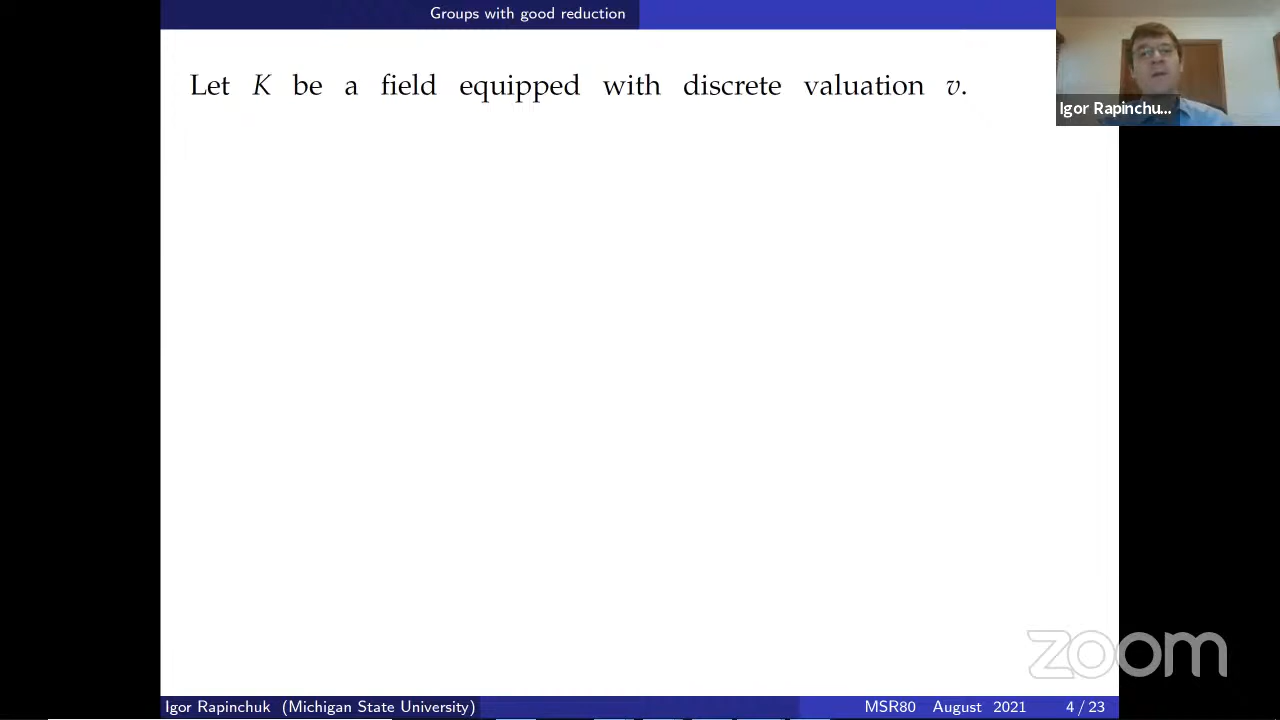 Groups with good reduction
Let K be a field equipped with discrete valuation v.
Igor Rapinchu...
zoom
Igor Rapinchuk (Michigan State University)
MSR80 August 2021 4 / 23